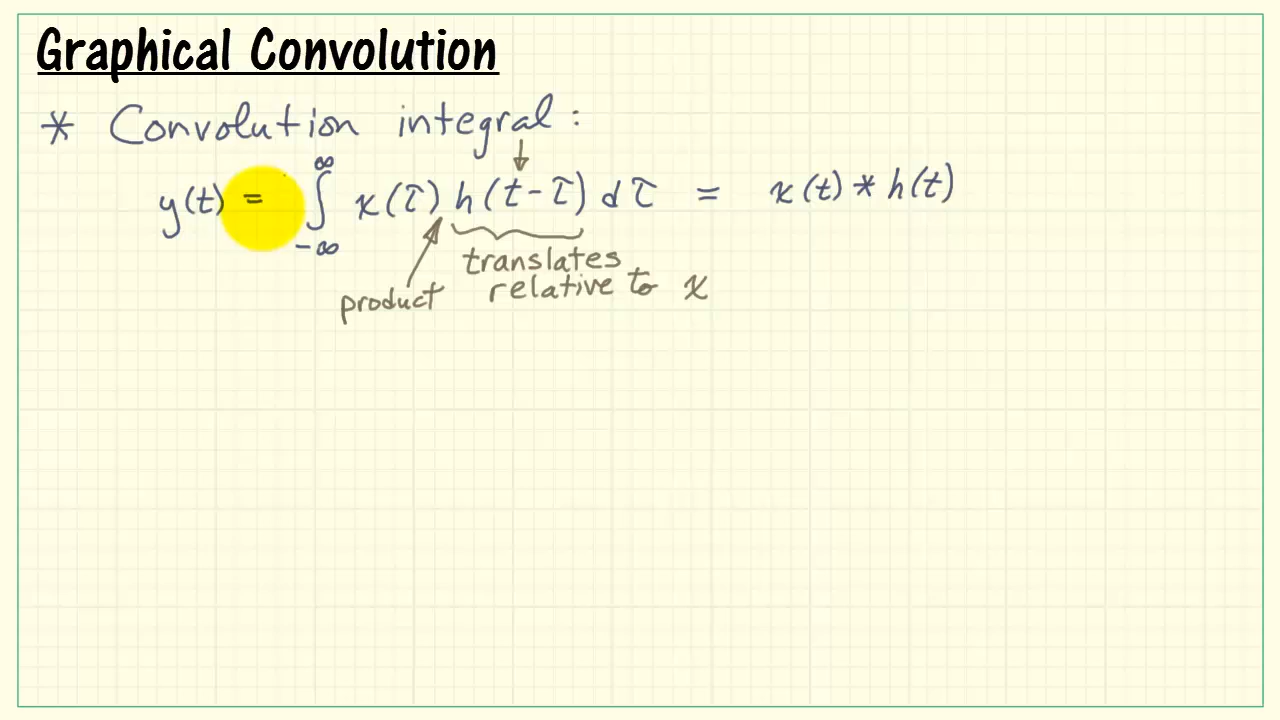 Graphical Convolution
* Convolution integral:
y(t) = ∫_{-∞}^{∞} x(τ) h(t-τ) dτ = x(t) * h(t)
translates
relative to x
product